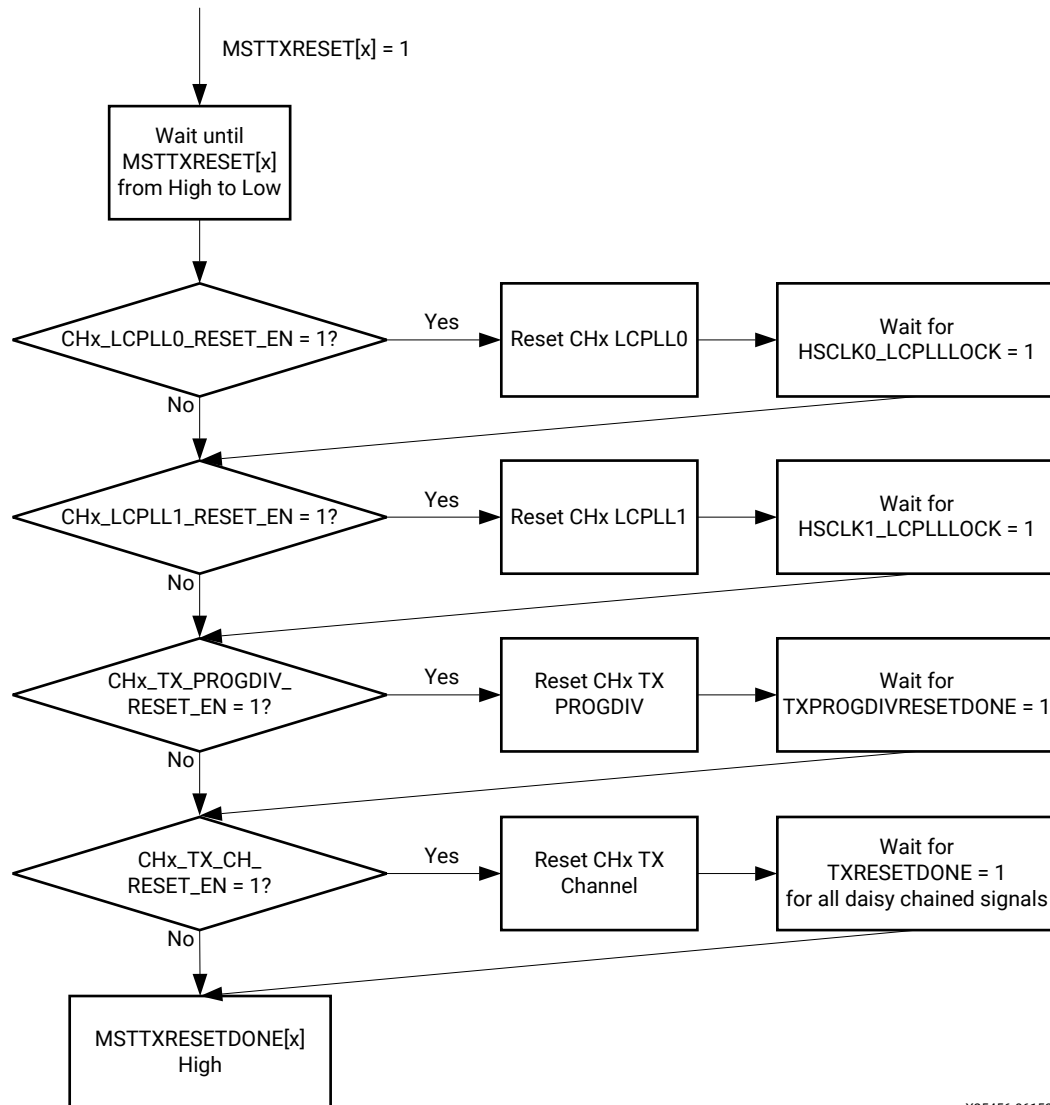 MSTTXRESET[x] = 1
Wait until
MSTTXRESET[x]
from High to Low
CHx_LCPLL0_RESET_EN = 1?
Yes
Reset CHx LCPLL0
Wait for
HSCLK0_LCPLLLOCK = 1
No
CHx_LCPLL1_RESET_EN = 1?
Yes
Reset CHx LCPLL1
Wait for
HSCLK1_LCPLLLOCK = 1
No
CHx_TX_PROGDIV_
RESET_EN = 1?
Yes
Reset CHx TX
PROGDIV
Wait for
TXPROGDIVRESETDONE = 1
No
CHx_TX_CH_
RESET_EN = 1?
Yes
Reset CHx TX
Channel
Wait for
TXRESETDONE = 1
for all daisy chained signals
No
MSTTXRESETDONE[x]
High